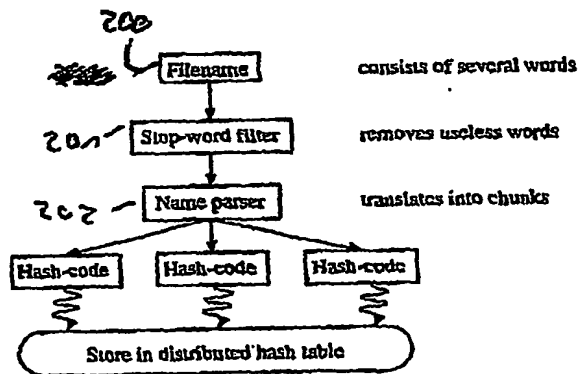 200
Filename consists of several words
201 Stop-word filter removes useless words
202 Name parser translates into chunks
Hash-code Hash-code Hash-code
Store in distributed hash table